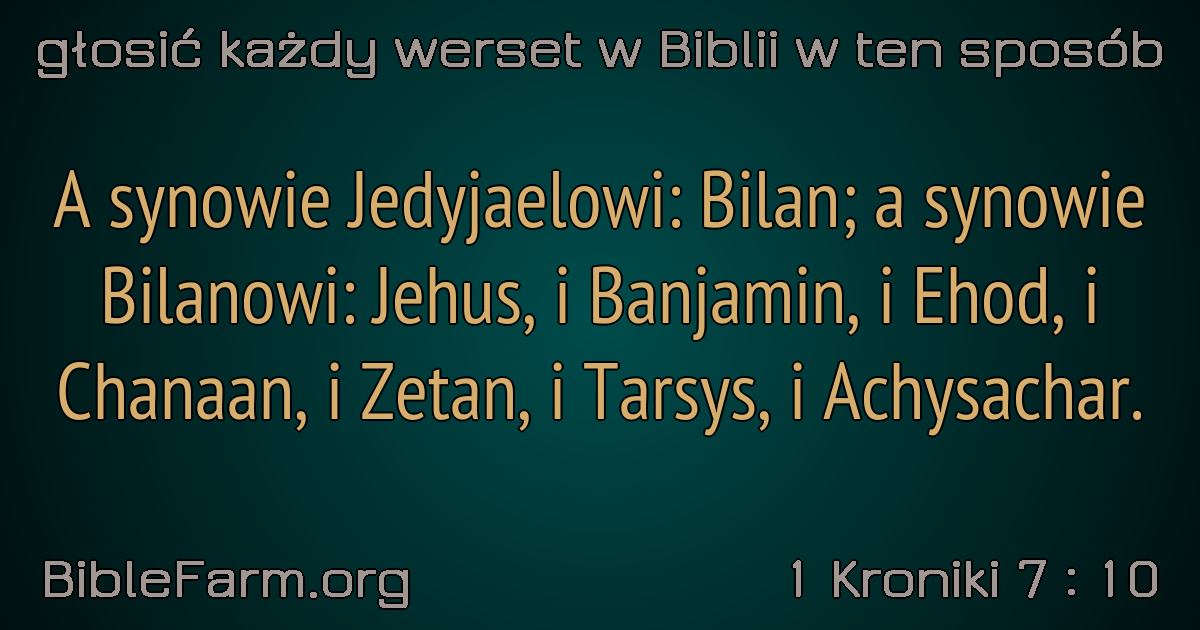 głosić każdy werset w Biblii w ten sposób
A synowie Jedyjaelowi: Bilan; a synowie
Bilanowi: Jehus, i Banjamin, i Ehod, i
Chanaan, i Zetan, i Tarsys, i Achysachar.
BibleFarm.org
1 Kroniki 7 : 10